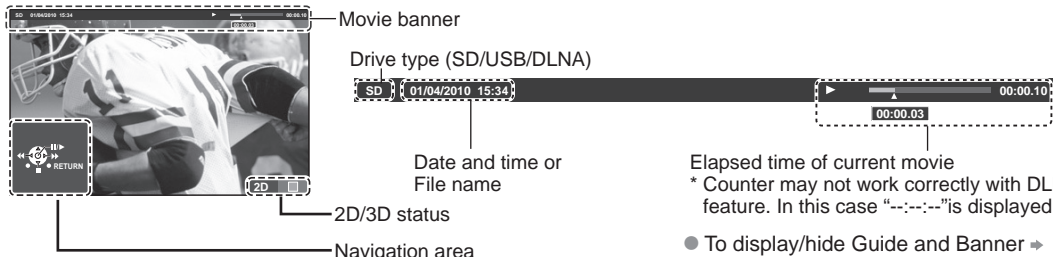 SD 01/04/2010 15:34 00:00.10
00:00.03
Movie banner
Drive type (SD/USB/DLNA)
SD 01/04/2010 15:34 00:00.10
00:00.03
RETURN
2D
Date and time or
File name
Elapsed time of current movie
* Counter may not work correctly with DL
feature. In this case “--:--:--”is displayed
2D/3D status
Navigation area
● To display/hide Guide and Banner ➡